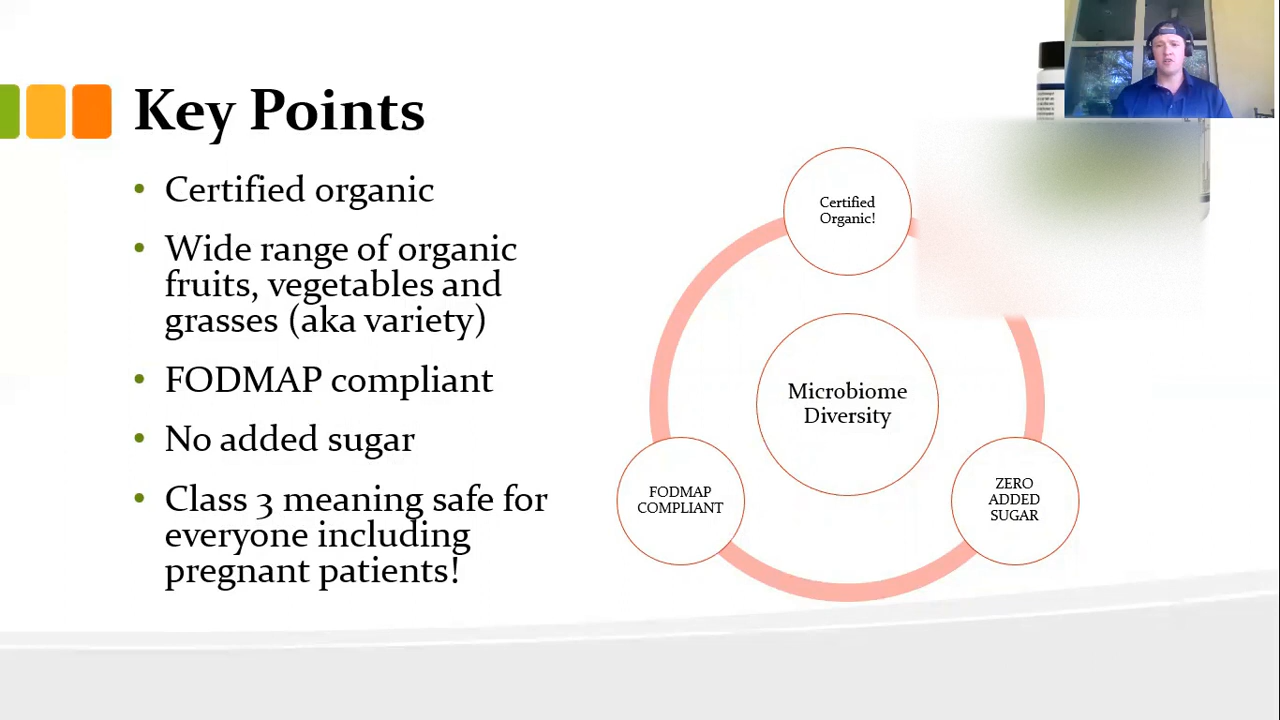 Key Points
• Certified organic
• Wide range of organic
fruits, vegetables and
grasses (aka variety)
• FODMAP compliant
• No added sugar
• Class 3 meaning safe for
everyone including
pregnant patients!
Certified
Organic!
Microbiome
Diversity
FODMAP
COMPLIANT
ZERO
ADDED
SUGAR